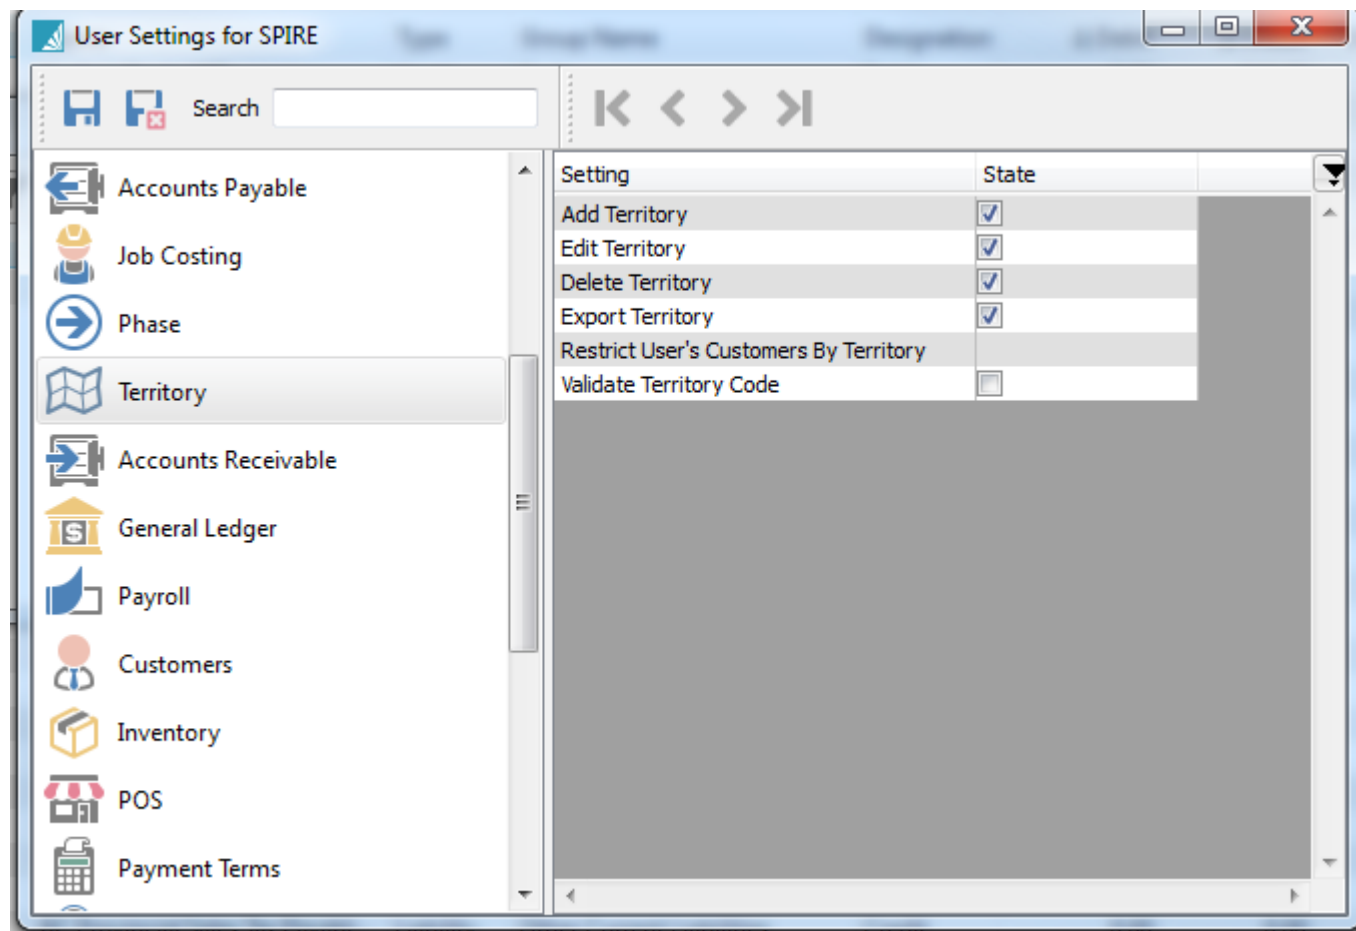 User Settings for SPIRE
Search
Accounts Payable
Job Costing
Phase
Territory
Accounts Receivable
General Ledger
Payroll
Customers
Inventory
POS
Payment Terms
Setting State
Add Territory
Edit Territory
Delete Territory
Export Territory
Restrict User's Customers By Territory
Validate Territory Code